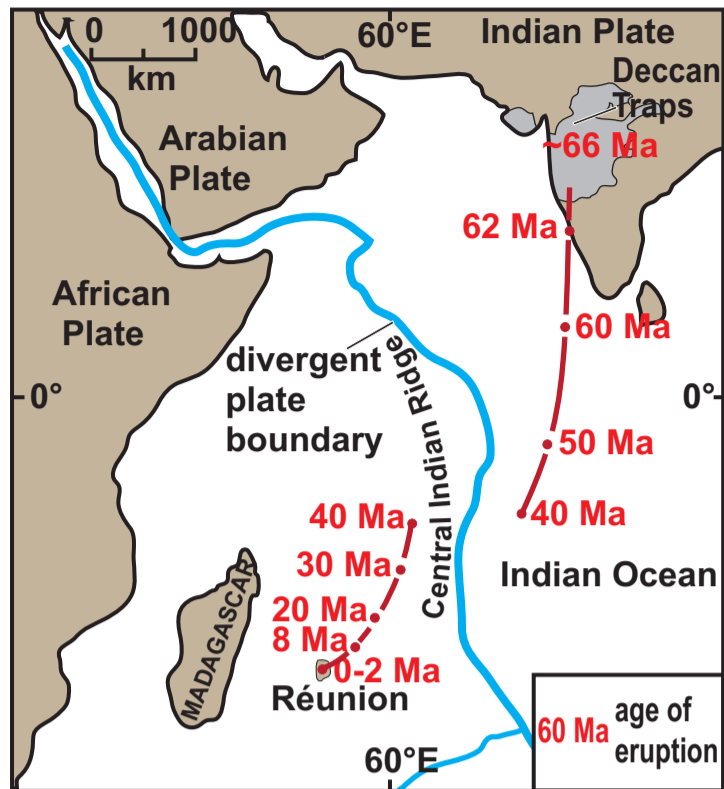 0 1000
km
60°E
Indian Plate
Deccan
Traps
~66 Ma
Arabian
Plate
62 Ma
African
Plate
60 Ma
divergent
plate
boundary
Central Indian Ridge
0°
0°
50 Ma
40 Ma
40 Ma
30 Ma
Indian Ocean
20 Ma
8 Ma
0-2 Ma
MADAGASCAR
Réunion
60°E
60 Ma
age of
eruption